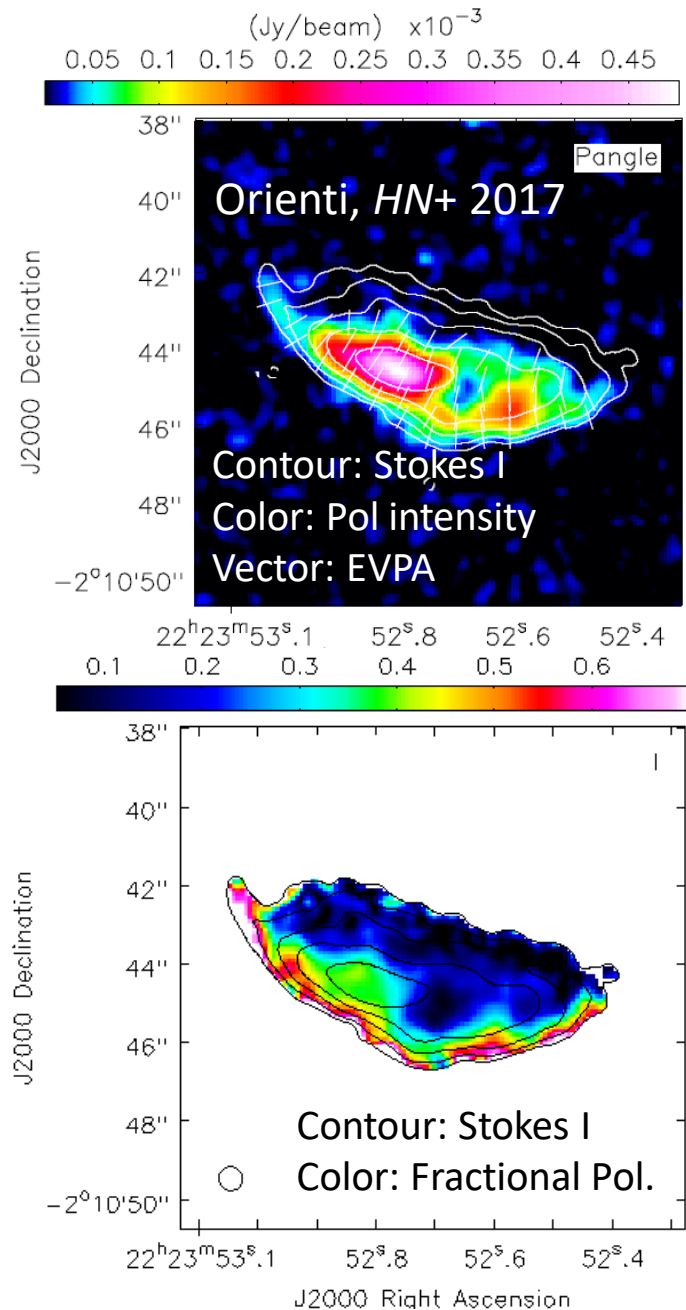 (Jy/beam) x10⁻³
0.05 0.1 0.15 0.2 0.25 0.3 0.35 0.4 0.45
38"
Pangle
40"
Orienti, HN+ 2017
42"
J2000 Declination
44"
46"
Contour: Stokes I
Color: Pol intensity
48"
Vector: EVPA
-2°10'50"
22ʰ23ᵐ53ˢ.1 52ˢ.8 52ˢ.6 52ˢ.4
0.1 0.2 0.3 0.4 0.5 0.6
38"
I
40"
42"
J2000 Declination
44"
46"
48"
Contour: Stokes I
Color: Fractional Pol.
-2°10'50"
22ʰ23ᵐ53ˢ.1 52ˢ.8 52ˢ.6 52ˢ.4
J2000 Right Ascension